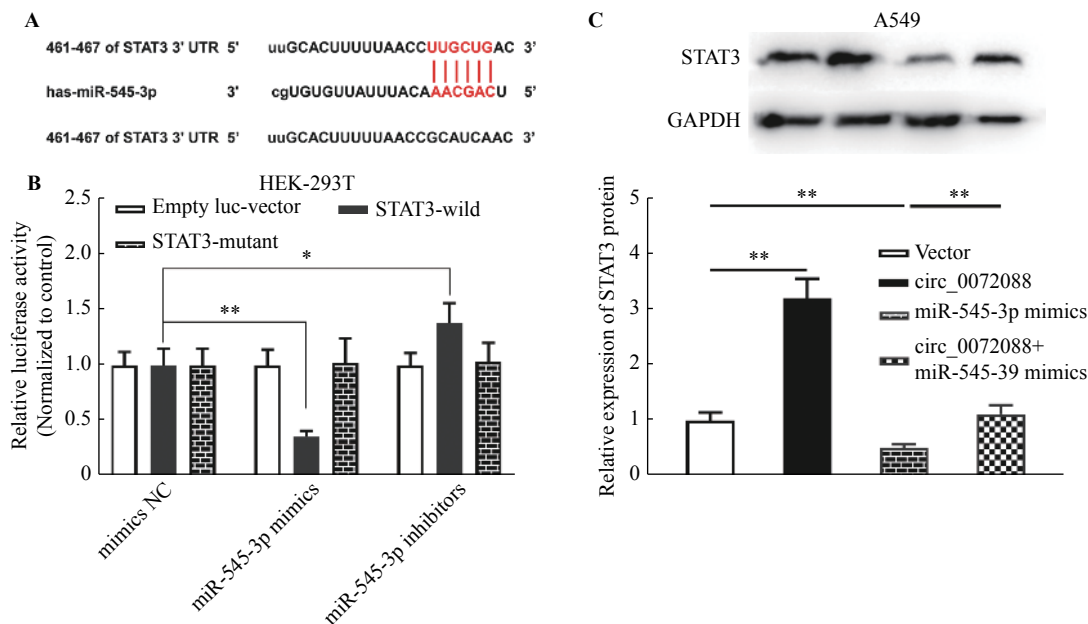 A
461-467 of STAT3 3' UTR 5' uuGCACUUUUUAACCUUGCUGAC 3'
has-miR-545-3p 3' cgUGUGUUAUUUACAAACGACU 5'
461-467 of STAT3 3' UTR 5' uuGCACUUUUUAACCGCAUCAAC 3'
B
HEK-293T
Relative luciferase activity
(Normalized to control)
2.5
2.0
1.5
1.0
0.5
0
Empty luc-vector
STAT3-wild
STAT3-mutant
*
**
mimics NC
miR-545-3p mimics
miR-545-3p inhibitors
C
A549
STAT3
GAPDH
Relative expression of STAT3 protein
5
4
3
2
1
0
**
**
**
Vector
circ_0072088
miR-545-3p mimics
circ_0072088+
miR-545-39 mimics